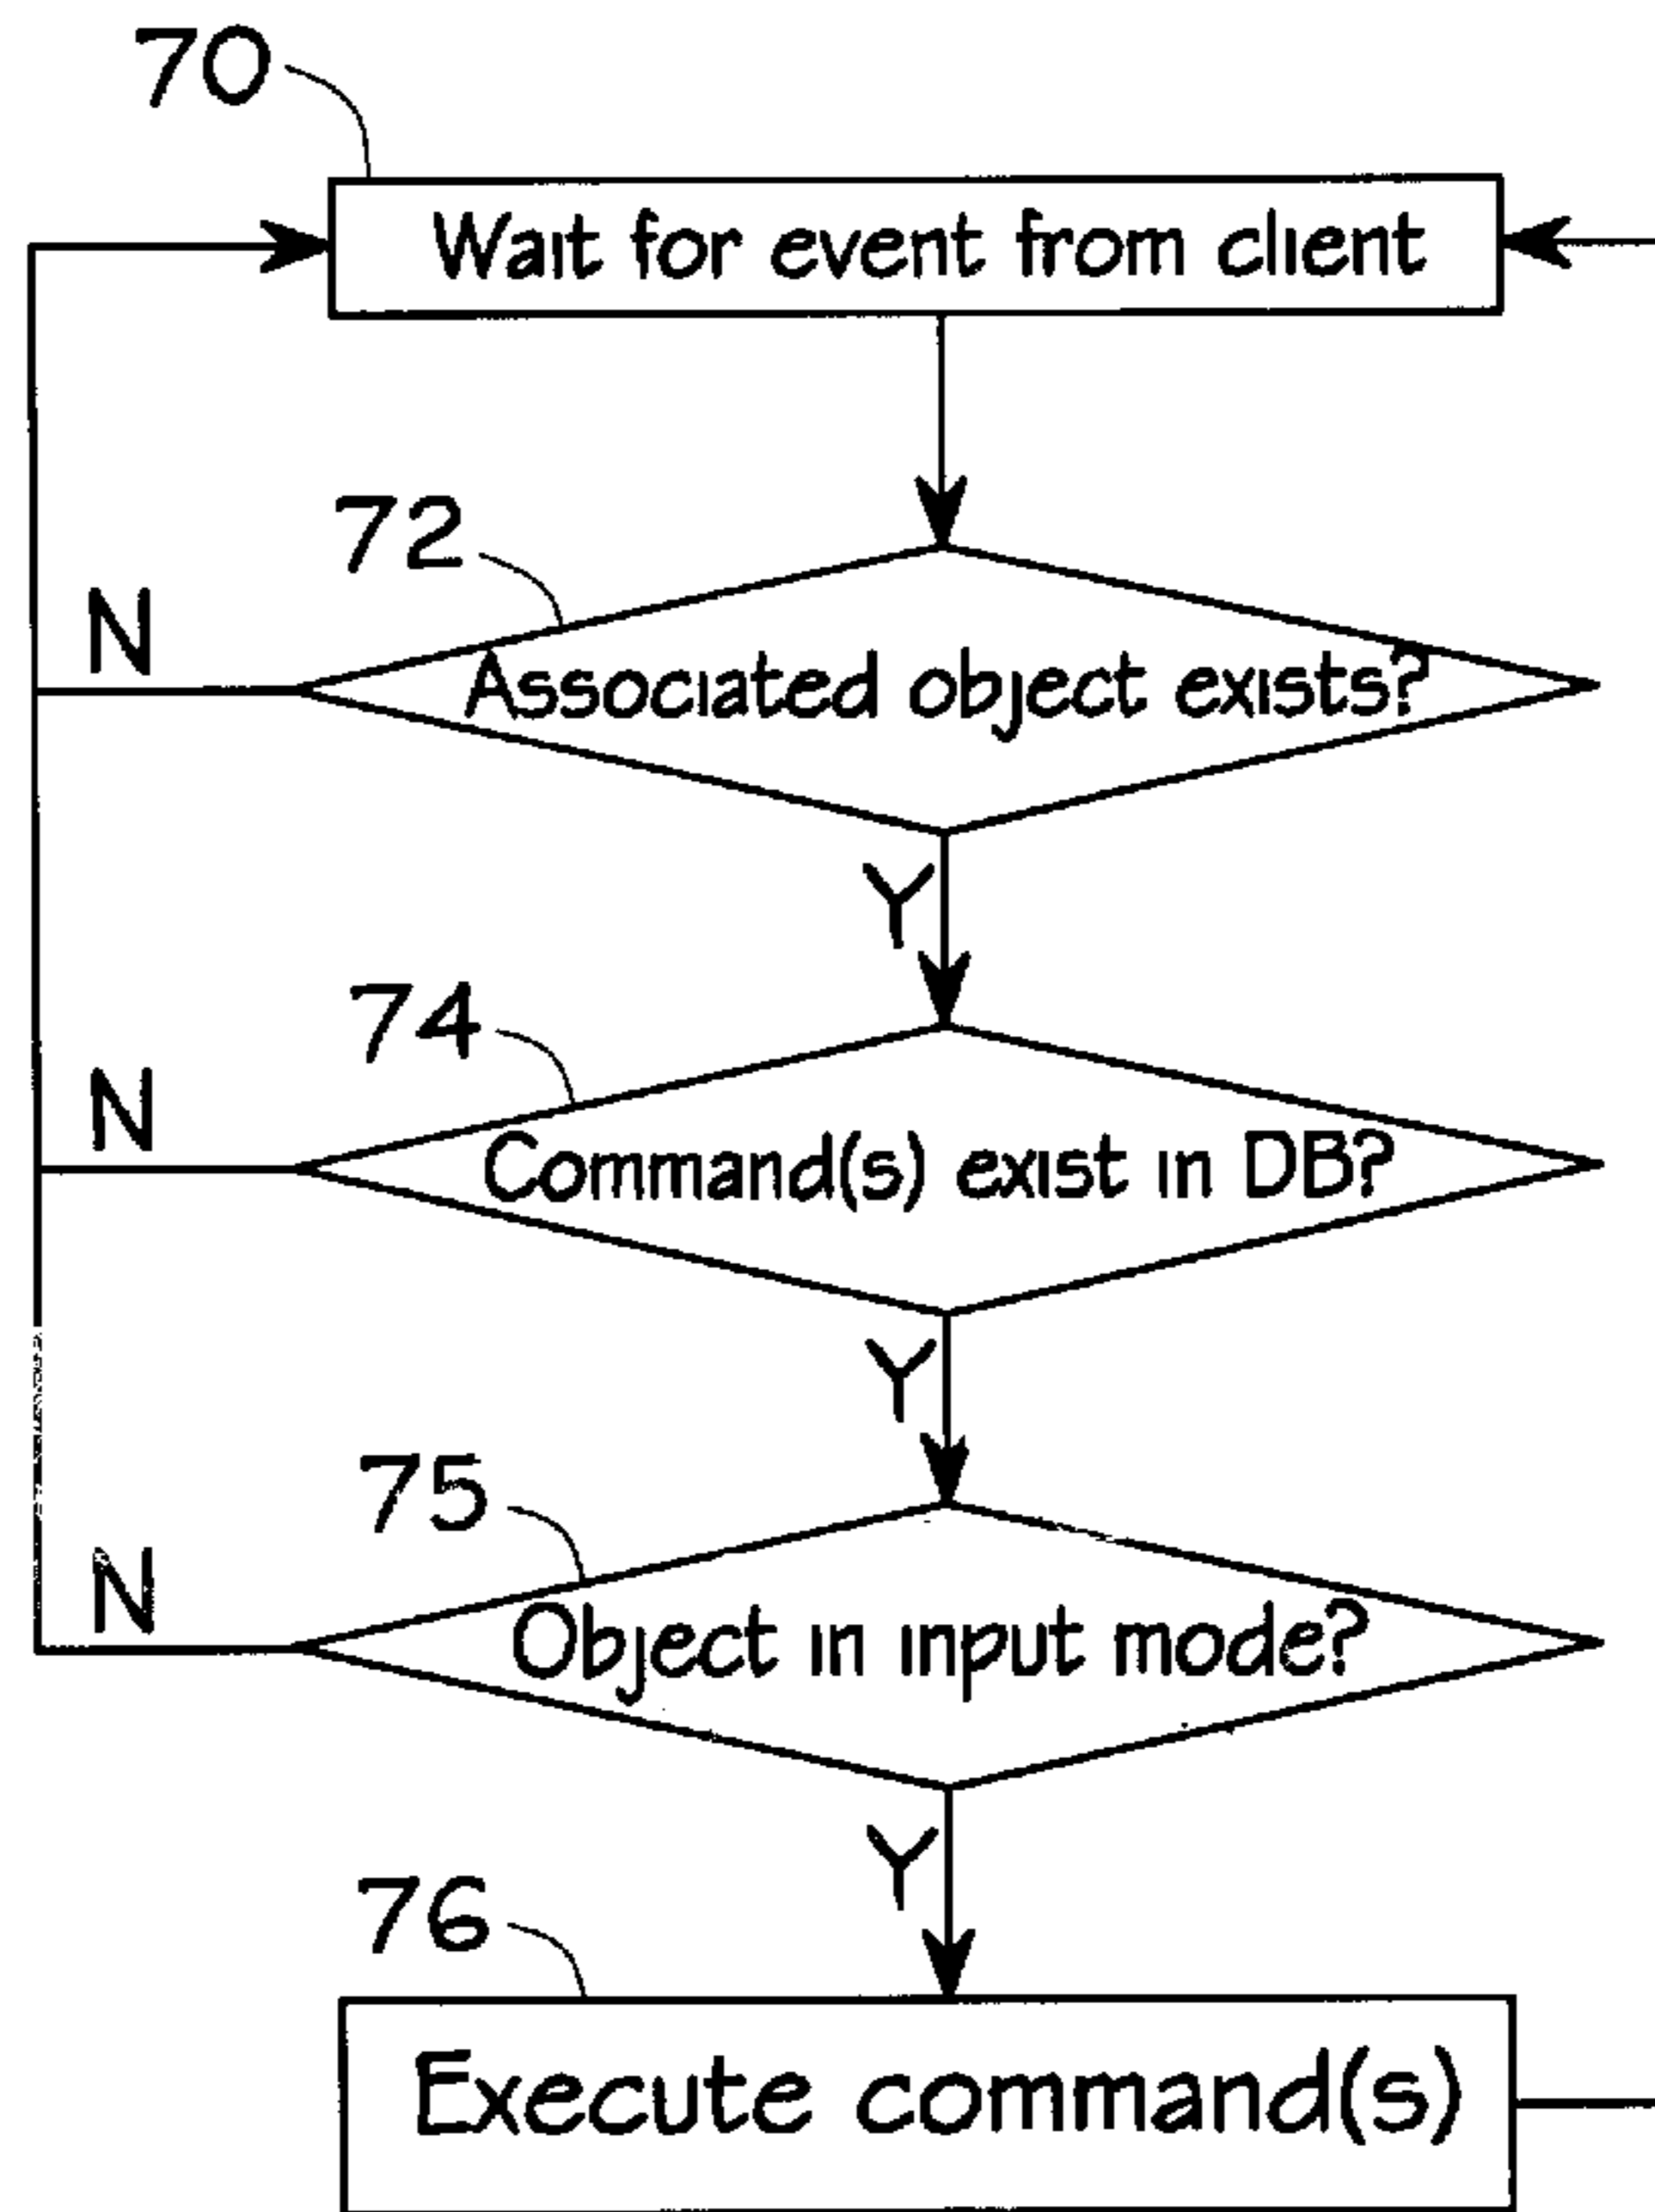 70
Wait for event from client
72
N
Associated object exists?
Y
74
N
Command(s) exist in DB?
Y
75
N
Object in input mode?
Y
76
Execute command(s)